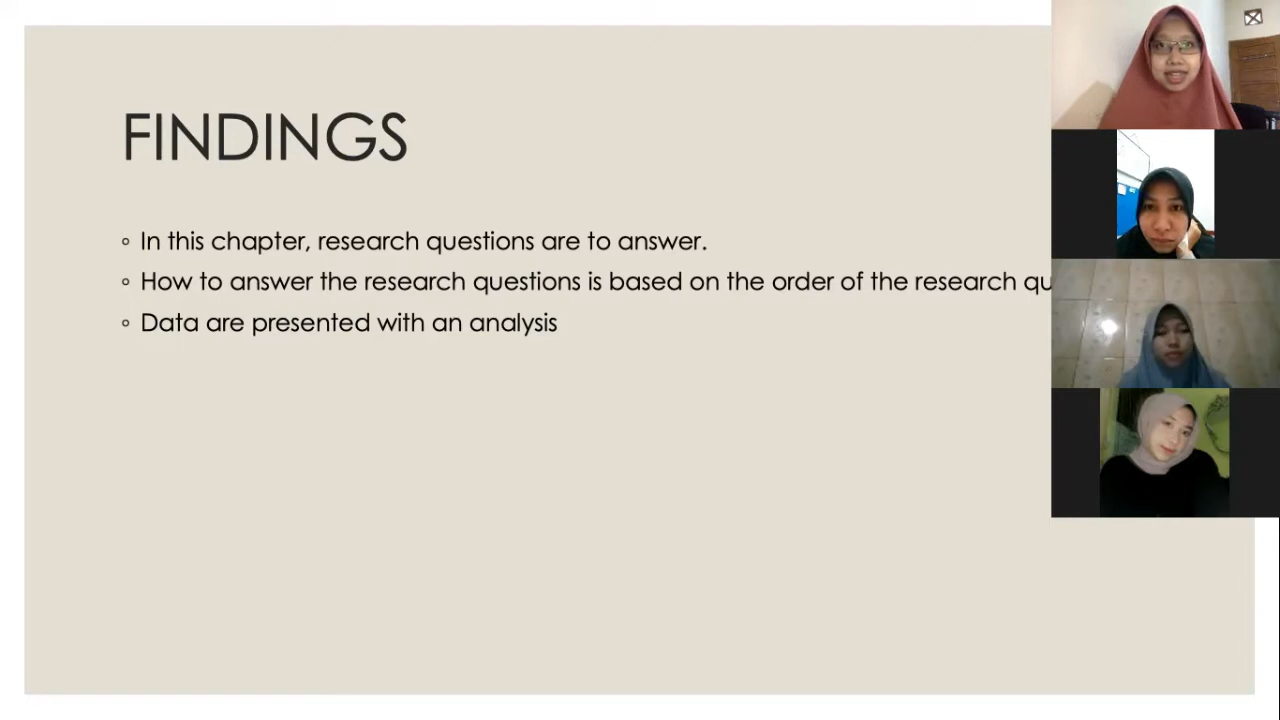 FINDINGS
◦ In this chapter, research questions are to answer.
◦ How to answer the research questions is based on the order of the research qu
◦ Data are presented with an analysis